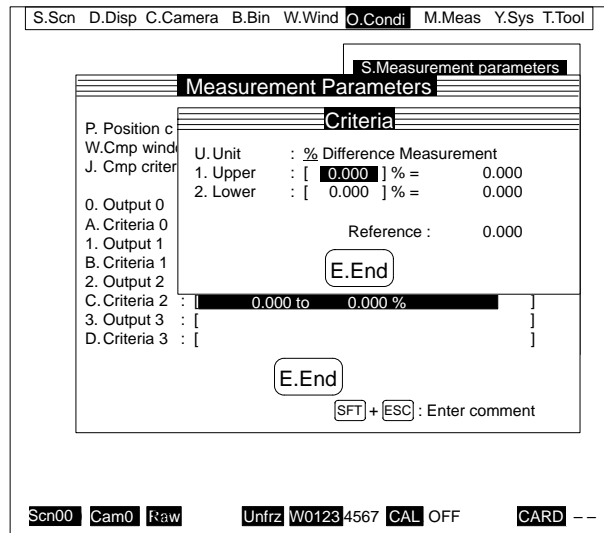 S.Scn D.Disp C.Camera B.Bin W.Wind O.Condi M.Meas Y.Sys T.Tool
S.Measurement parameters
Measurement Parameters
Criteria
P. Position c
W.Cmp wind
J. Cmp criter
U.Unit : % Difference Measurement
1. Upper : [ 0.000 ] % = 0.000
2. Lower : [ 0.000 ] % = 0.000
Reference : 0.000
E.End
0. Output 0
A. Criteria 0
1. Output 1
B. Criteria 1
2. Output 2
C. Criteria 2 : [ 0.000 to 0.000 % ]
3. Output 3 : [ ]
D. Criteria 3 : [ ]
E.End
SFT + ESC : Enter comment
Scn00 Cam0 Raw Unfrz W0123 4567 CAL OFF CARD – –